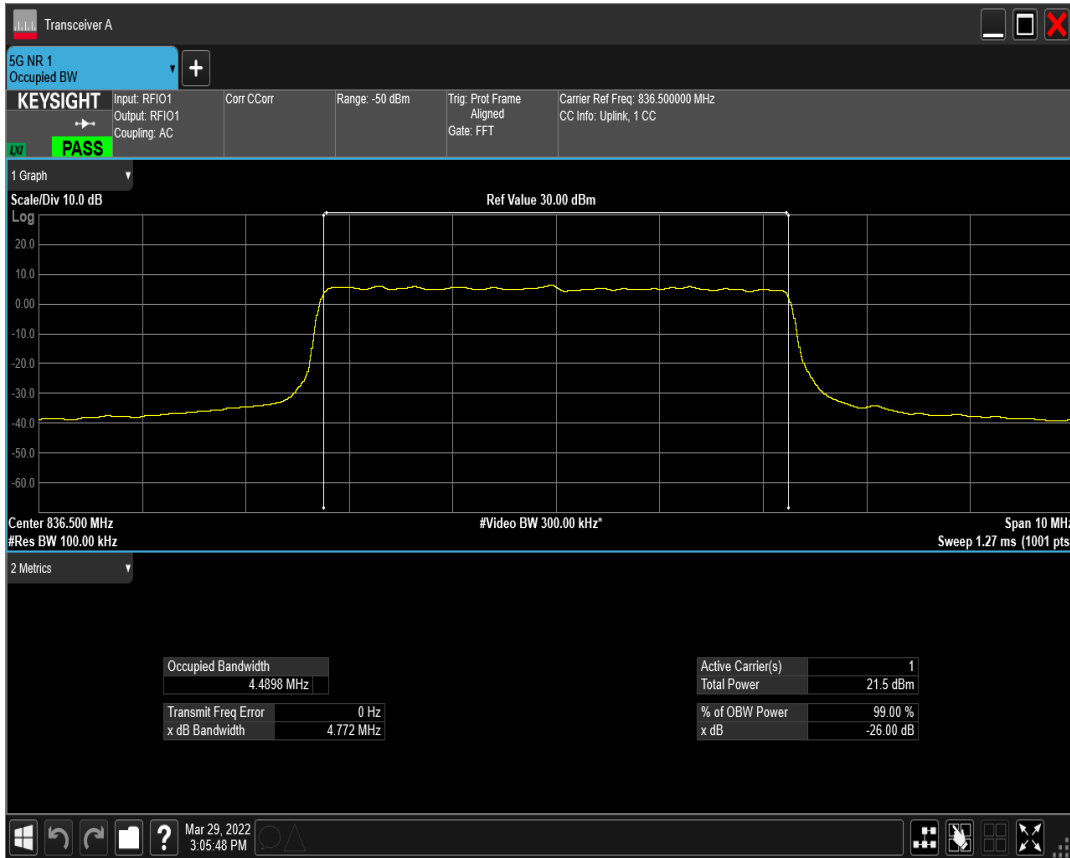 Transceiver A
5G NR 1
Occupied BW
KEYSIGHT
LXI
PASS
Input: RFIO1
Output: RFIO1
Coupling: AC
Corr CCorr
Range: -50 dBm
Trig: Prot Frame
Aligned
Gate: FFT
Carrier Ref Freq: 836.500000 MHz
CC Info: Uplink, 1 CC
1 Graph
Scale/Div 10.0 dB
Ref Value 30.00 dBm
Log
20.0
10.0
0.00
-10.0
-20.0
-30.0
-40.0
-50.0
-60.0
Center 836.500 MHz
#Video BW 300.00 kHz*
Span 10 MHz
#Res BW 100.00 kHz
Sweep 1.27 ms (1001 pts
2 Metrics
Occupied Bandwidth
4.4898 MHz
Transmit Freq Error 0 Hz
x dB Bandwidth 4.772 MHz
Active Carrier(s) 1
Total Power 21.5 dBm
% of OBW Power 99.00 %
x dB -26.00 dB
?
Mar 29, 2022
3:05:48 PM